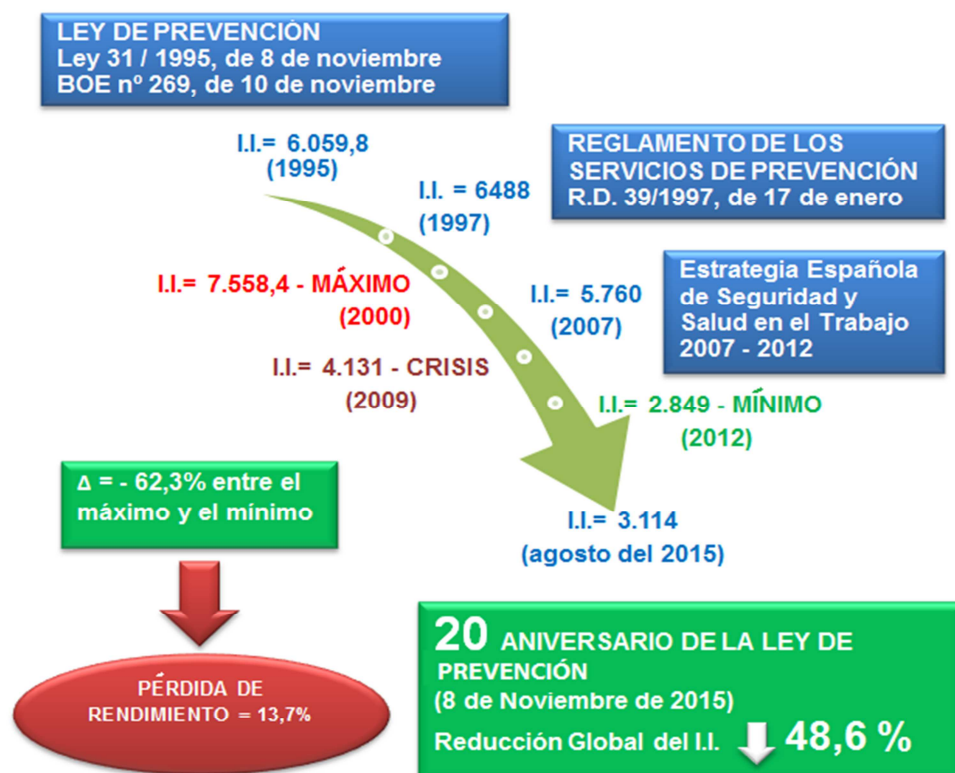 LEY DE PREVENCIÓN
Ley 31 / 1995, de 8 de noviembre
BOE nº 269, de 10 de noviembre
I.I.= 6.059,8
(1995)
REGLAMENTO DE LOS
SERVICIOS DE PREVENCIÓN
R.D. 39/1997, de 17 de enero
I.I. = 6488
(1997)
I.I.= 7.558,4 - MÁXIMO
(2000)
I.I.= 5.760
(2007)
Estrategia Española
de Seguridad y
Salud en el Trabajo
2007 - 2012
I.I.= 4.131 - CRISIS
(2009)
I.I.= 2.849 - MÍNIMO
(2012)
Δ = - 62,3% entre el
máximo y el mínimo
I.I.= 3.114
(agosto del 2015)
PÉRDIDA DE
RENDIMIENTO = 13,7%
20 ANIVERSARIO DE LA LEY DE
PREVENCIÓN
(8 de Noviembre de 2015)
Reducción Global del I.I. 48,6 %